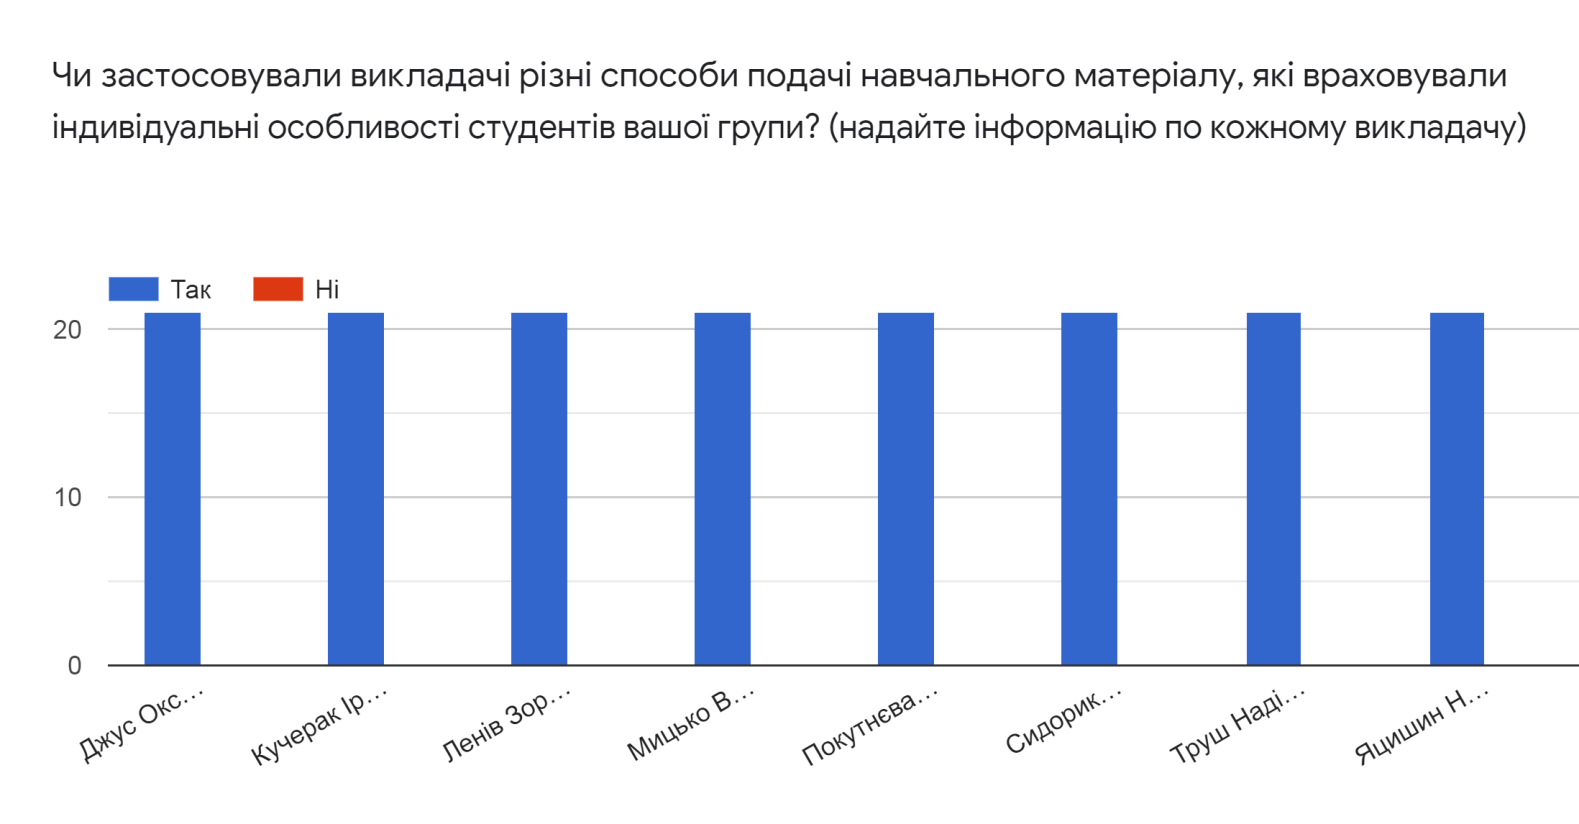 Чи застосовували викладачі різні способи подачі навчального матеріалу, які враховували
індивідуальні особливості студентів вашої групи? (надайте інформацію по кожному викладачу)
Так
Ні
20
10
0
Джус Окс...
Кучерак Ір...
Ленів Зор...
Мицько В...
Покутнєва...
Сидорик...
Труш Наді...
Яцишин Н...